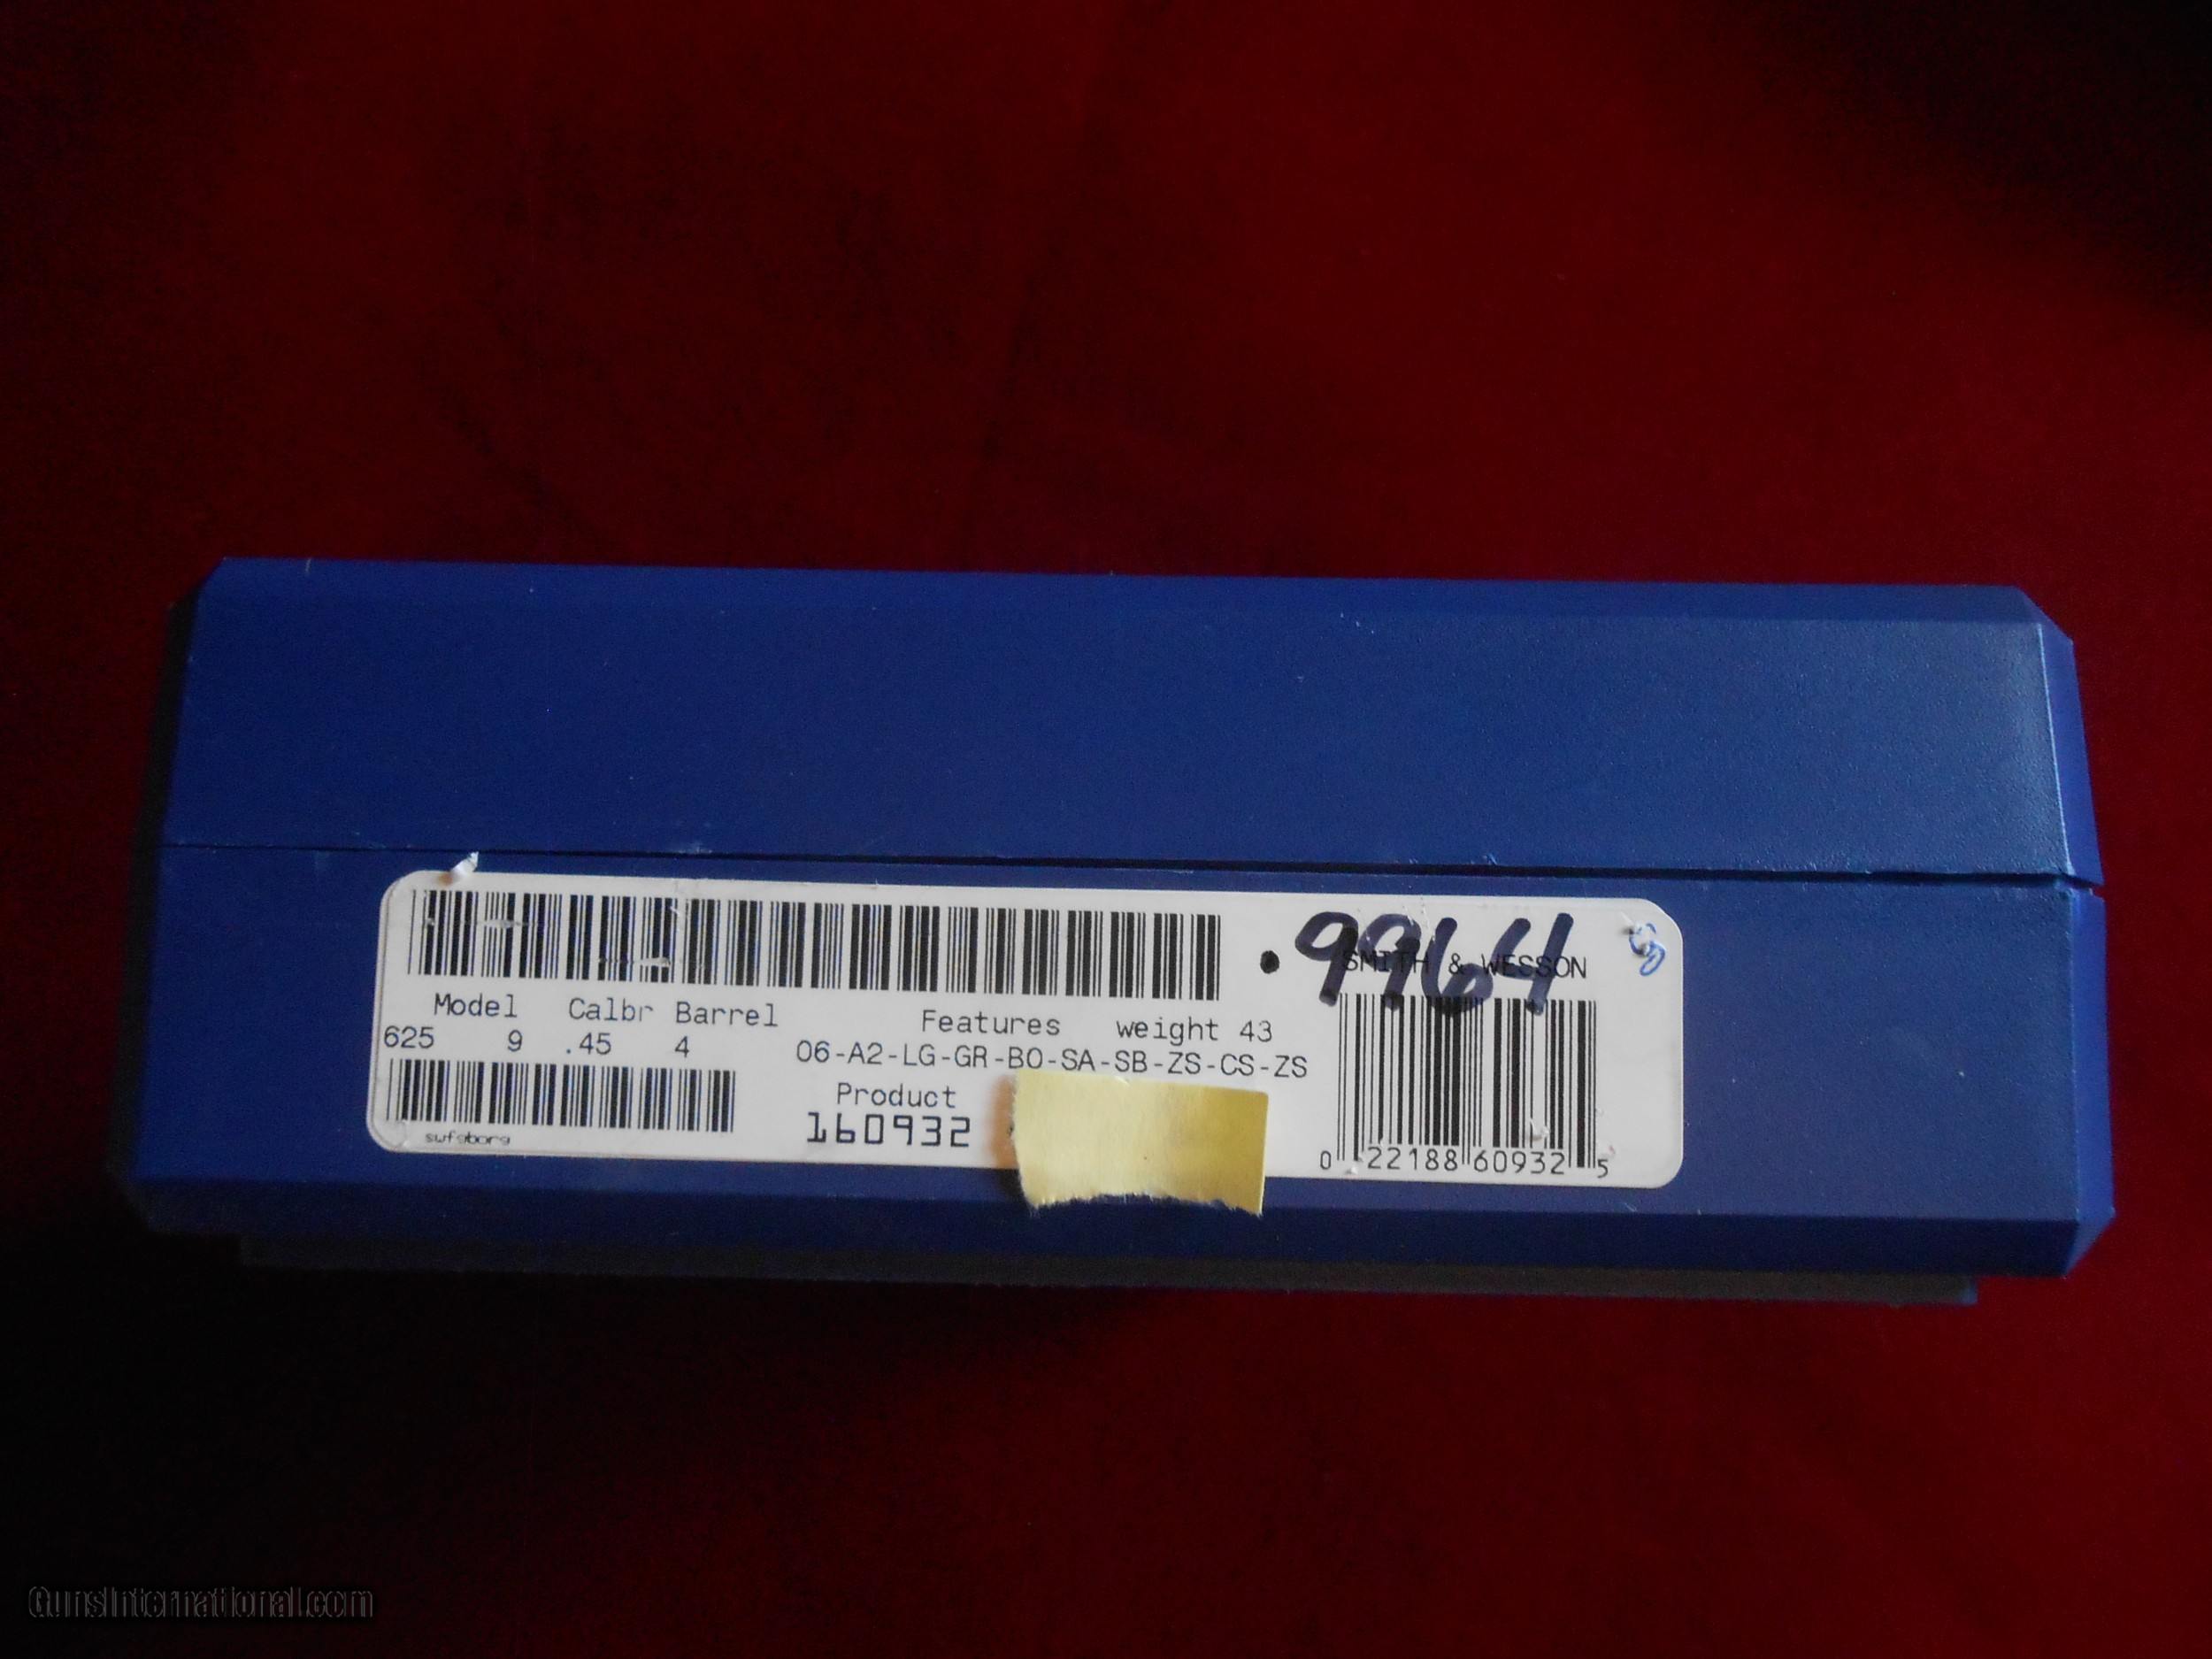 .9964
SMITH & WESSON
Model Calbr Barrel
Features weight 43
625 9 .45 4
06-A2-LG-GR-BO-SA-SB-ZS-CS-ZS
Product
160932
swfgborg
0 22188 60932 5
GunsInternational.com